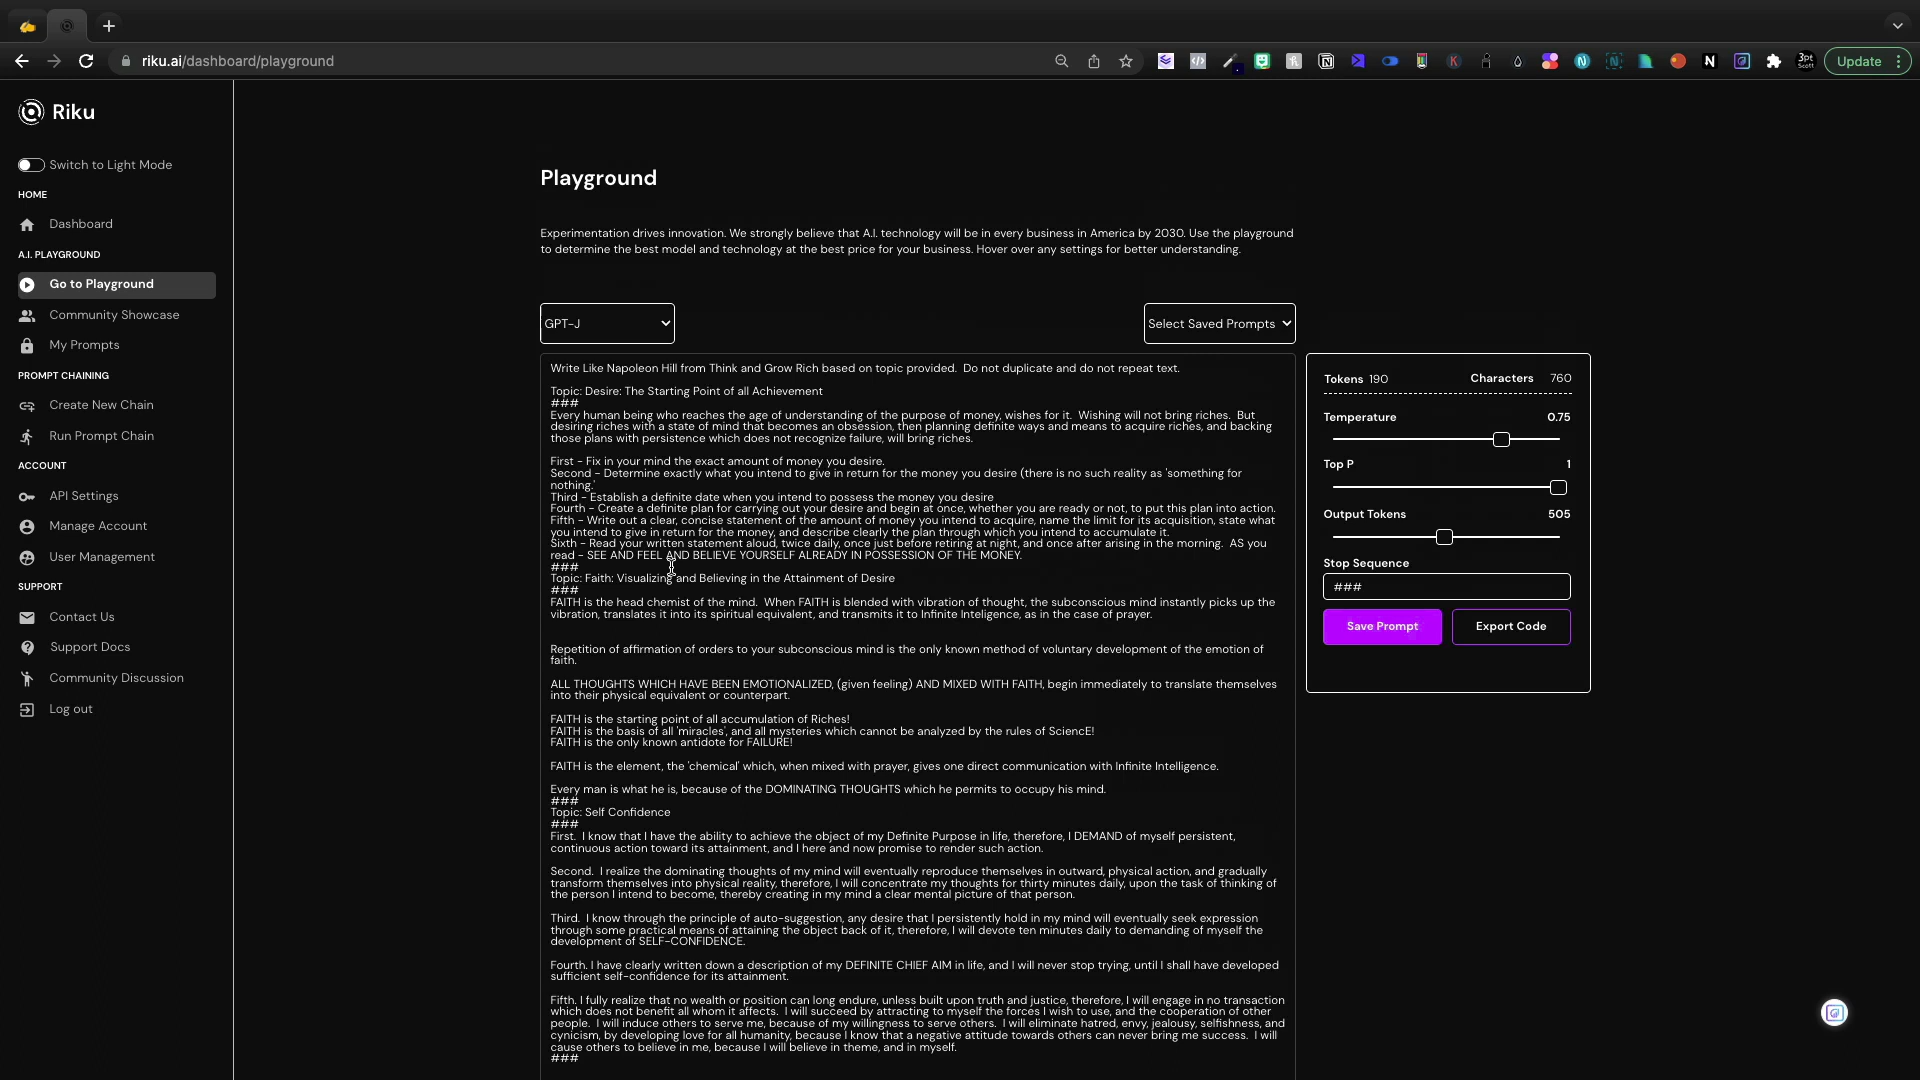 riku.ai/dashboard/playground
Update
Riku
Switch to Light Mode
HOME
Dashboard
A.I. PLAYGROUND
Go to Playground
Community Showcase
My Prompts
PROMPT CHAINING
Create New Chain
Run Prompt Chain
ACCOUNT
API Settings
Manage Account
User Management
SUPPORT
Contact Us
Support Docs
Community Discussion
Log out
Playground
Experimentation drives innovation. We strongly believe that A.I. technology will be in every business in America by 2030. Use the playground
to determine the best model and technology at the best price for your business. Hover over any settings for better understanding.
GPT-J
Select Saved Prompts
Write Like Napoleon Hill from Think and Grow Rich based on topic provided.  Do not duplicate and do not repeat text.
Topic: Desire: The Starting Point of all Achievement
###
Every human being who reaches the age of understanding of the purpose of money, wishes for it.  Wishing will not bring riches.  But
desiring riches with a state of mind that becomes an obsession, then planning definite ways and means to acquire riches, and backing
those plans with persistence which does not recognize failure, will bring riches.
First - Fix in your mind the exact amount of money you desire.
Second - Determine exactly what you intend to give in return for the money you desire (there is no such reality as 'something for
nothing.'
Third - Establish a definite date when you intend to possess the money you desire
Fourth - Create a definite plan for carrying out your desire and begin at once, whether you are ready or not, to put this plan into action.
Fifth - Write out a clear, concise statement of the amount of money you intend to acquire, name the limit for its acquisition, state what
you intend to give in return for the money, and describe clearly the plan through which you intend to accumulate it.
Sixth - Read your written statement aloud, twice daily, once just before retiring at night, and once after arising in the morning.  AS you
read - SEE AND FEEL AND BELIEVE YOURSELF ALREADY IN POSSESSION OF THE MONEY.
###
Topic: Faith: Visualizing and Believing in the Attainment of Desire
###
FAITH is the head chemist of the mind.  When FAITH is blended with vibration of thought, the subconscious mind instantly picks up the
vibration, translates it into its spiritual equivalent, and transmits it to Infinite Inteligence, as in the case of prayer.
Repetition of affirmation of orders to your subconscious mind is the only known method of voluntary development of the emotion of
faith.
ALL THOUGHTS WHICH HAVE BEEN EMOTIONALIZED, (given feeling) AND MIXED WITH FAITH, begin immediately to translate themselves
into their physical equivalent or counterpart.
FAITH is the starting point of all accumulation of Riches!
FAITH is the basis of all 'miracles', and all mysteries which cannot be analyzed by the rules of SciencE!
FAITH is the only known antidote for FAILURE!
FAITH is the element, the 'chemical' which, when mixed with prayer, gives one direct communication with Infinite Intelligence.
Every man is what he is, because of the DOMINATING THOUGHTS which he permits to occupy his mind.
###
Topic: Self Confidence
###
First.  I know that I have the ability to achieve the object of my Definite Purpose in life, therefore, I DEMAND of myself persistent,
continuous action toward its attainment, and I here and now promise to render such action.
Second.  I realize the dominating thoughts of my mind will eventually reproduce themselves in outward, physical action, and gradually
transform themselves into physical reality, therefore, I will concentrate my thoughts for thirty minutes daily, upon the task of thinking of
the person I intend to become, thereby creating in my mind a clear mental picture of that person.
Third.  I know through the principle of auto-suggestion, any desire that I persistently hold in my mind will eventually seek expression
through some practical means of attaining the object back of it, therefore, I will devote ten minutes daily to demanding of myself the
development of SELF-CONFIDENCE.
Fourth. I have clearly written down a description of my DEFINITE CHIEF AIM in life, and I will never stop trying, until I shall have developed
sufficient self-confidence for its attainment.
Fifth. I fully realize that no wealth or position can long endure, unless built upon truth and justice, therefore, I will engage in no transaction
which does not benefit all whom it affects.  I will succeed by attracting to myself the forces I wish to use, and the cooperation of other
people.  I will induce others to serve me, because of my willingness to serve others.  I will eliminate hatred, envy, jealousy, selfishness, and
cynicism, by developing love for all humanity, because I know that a negative attitude towards others can never bring me success.  I will
cause others to believe in me, because I will believe in theme, and in myself.
###
Tokens 190
Characters 760
Temperature 0.75
Top P 1
Output Tokens 505
Stop Sequence
###
Save Prompt
Export Code